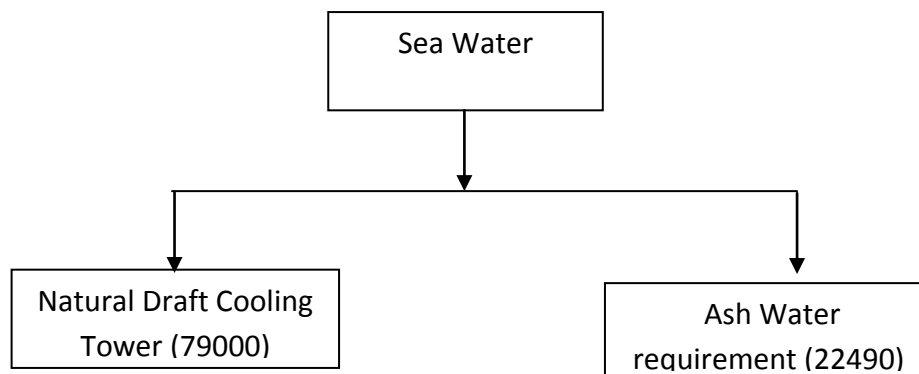 Sea Water
Natural Draft Cooling
Tower (79000)
Ash Water
requirement (22490)